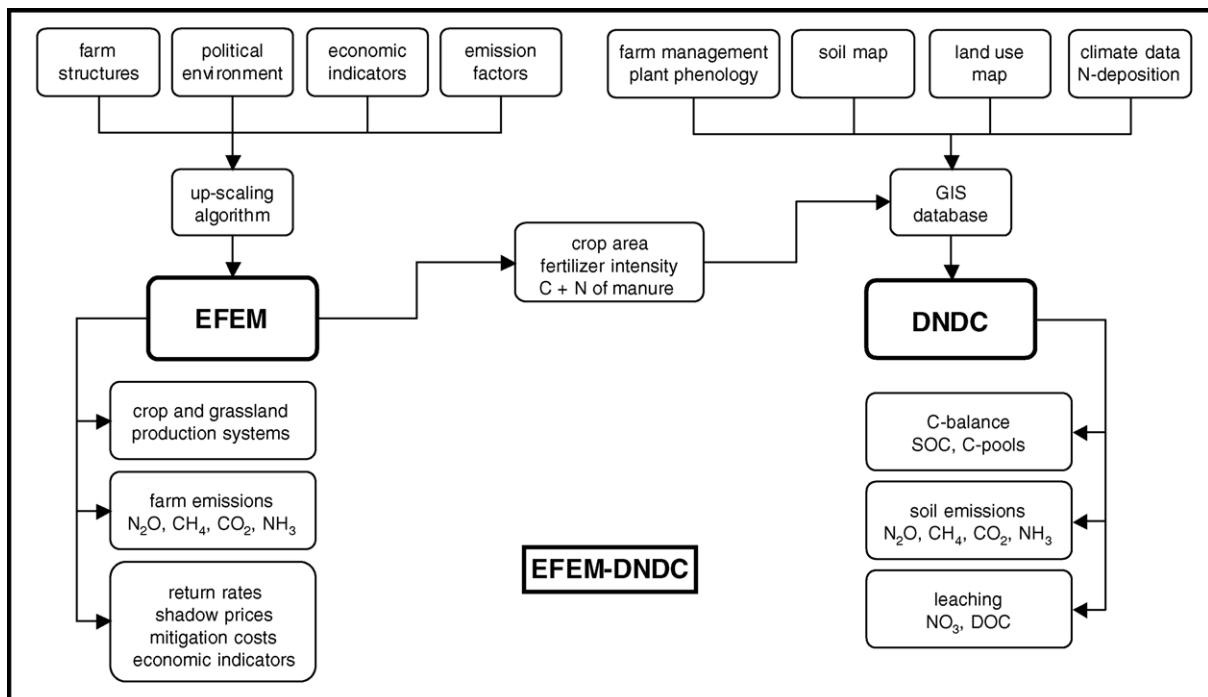 farm
structures
political
environment
economic
indicators
emission
factors
farm management
plant phenology
soil map
land use
map
climate data
N-deposition
up-scaling
algorithm
GIS
database
crop area
fertilizer intensity
C + N of manure
EFEM
DNDC
crop and grassland
production systems
farm emissions
N₂O, CH₄, CO₂, NH₃
return rates
shadow prices
mitigation costs
economic indicators
EFEM-DNDC
C-balance
SOC, C-pools
soil emissions
N₂O, CH₄, CO₂, NH₃
leaching
NO₃, DOC